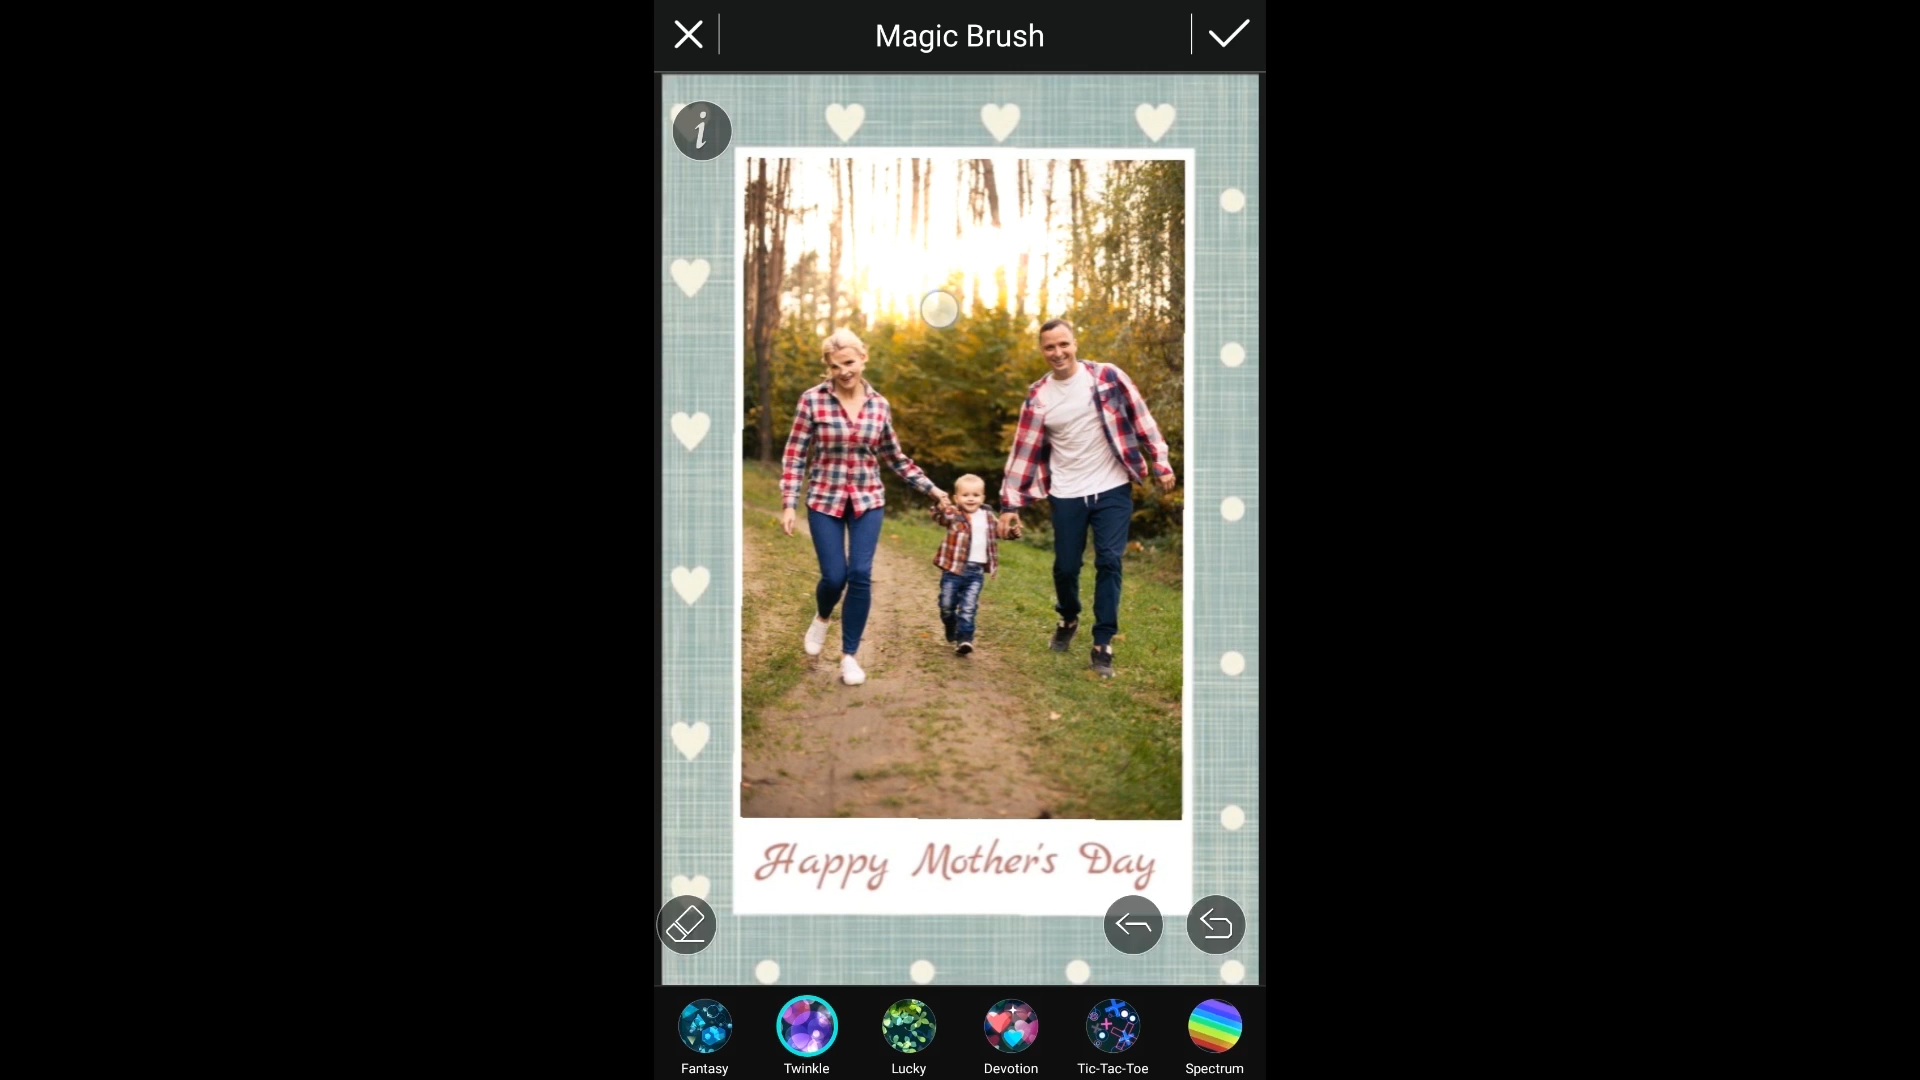 Magic Brush
i
Happy Mother's Day
Fantasy
Twinkle
Lucky
Devotion
Tic-Tac-Toe
Spectrum